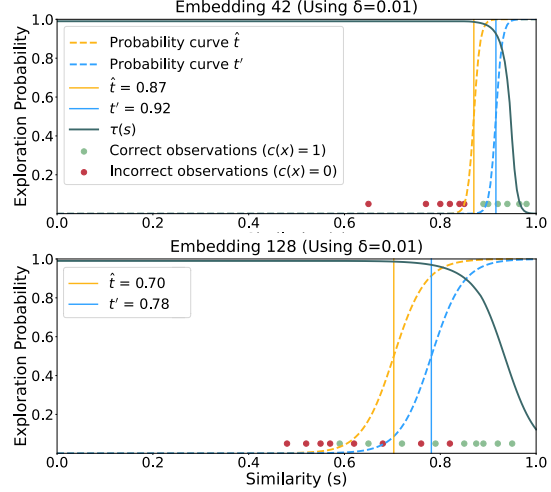 Embedding 42 (Using δ=0.01)
Exploration Probability
1.0
0.8
0.6
0.4
0.2
Probability curve t̂
Probability curve t′
t̂ = 0.87
t′ = 0.92
τ(s)
Correct observations (c(x) = 1)
Incorrect observations (c(x) = 0)
0.0 0.2 0.4 0.6 0.8 1.0
Embedding 128 (Using δ=0.01)
Exploration Probability
1.0
0.8
0.6
0.4
0.2
t̂ = 0.70
t′ = 0.78
0.0 0.2 0.4 0.6 0.8 1.0
Similarity (s)